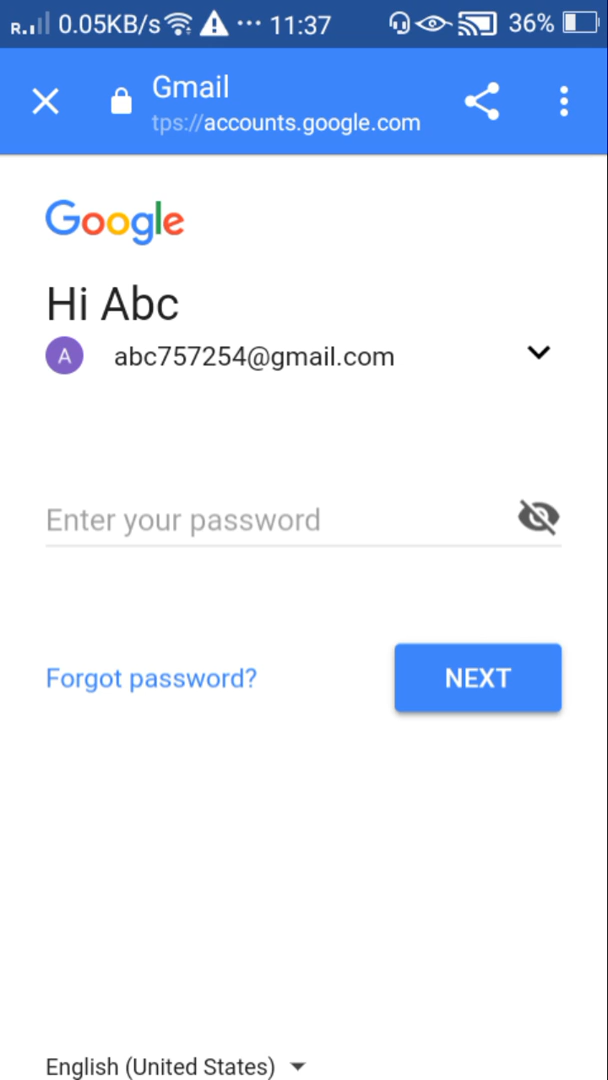 R. 0.05KB/s ... 11:37 36%
Gmail
tps://accounts.google.com
Google
Hi Abc
A abc757254@gmail.com
Enter your password
Forgot password? NEXT
English (United States)